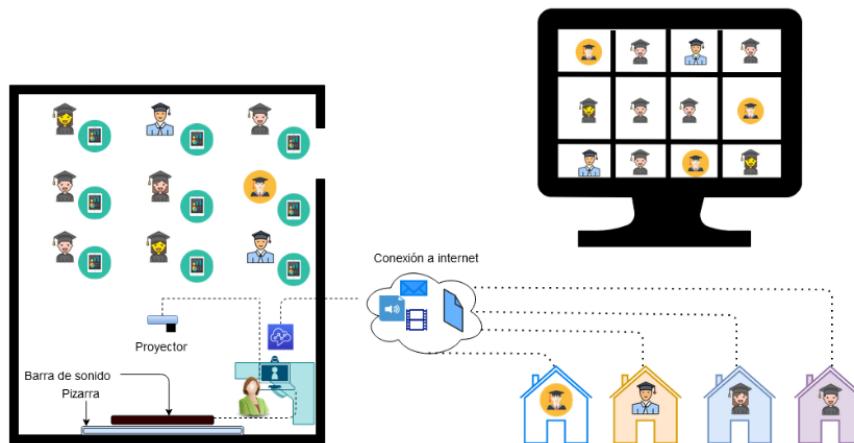 Conexión a internet
Proyector
Barra de sonido
Pizarra